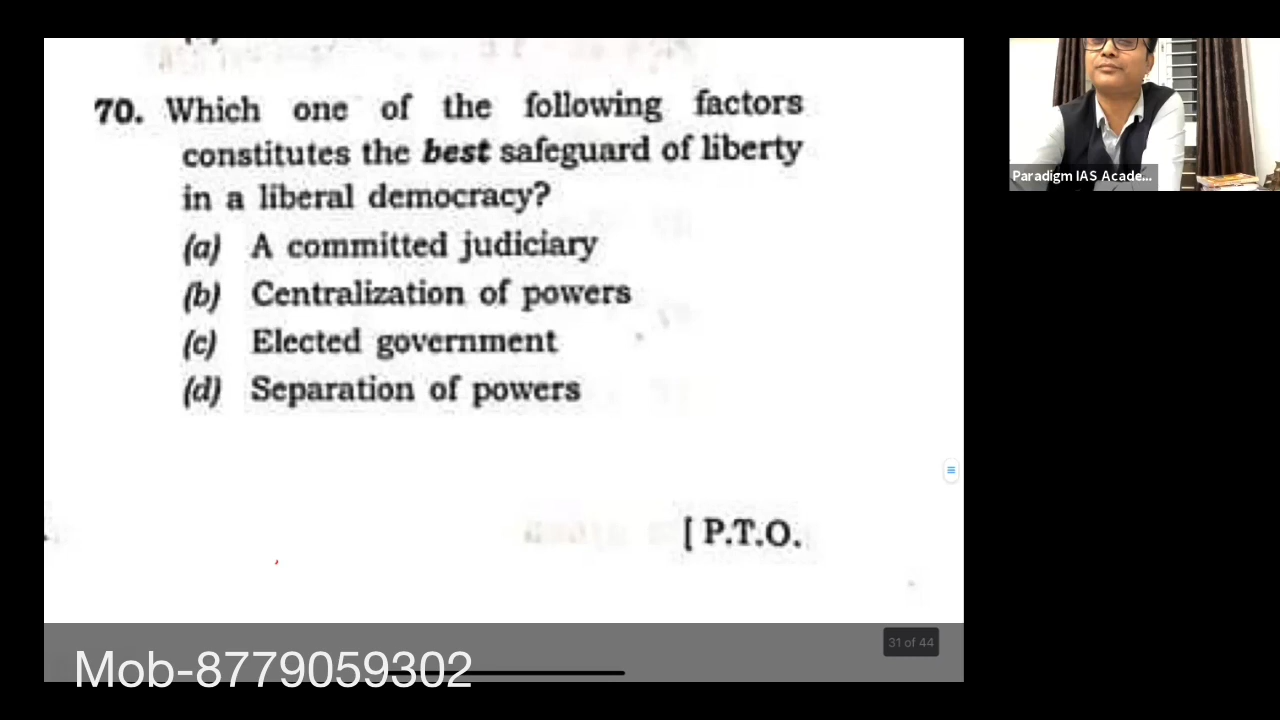 70. Which one of the following factors
constitutes the best safeguard of liberty
in a liberal democracy?
(a) A committed judiciary
(b) Centralization of powers
(c) Elected government
(d) Separation of powers
[ P.T.O.
31 of 44
Mob-8779059302
Paradigm IAS Acade...